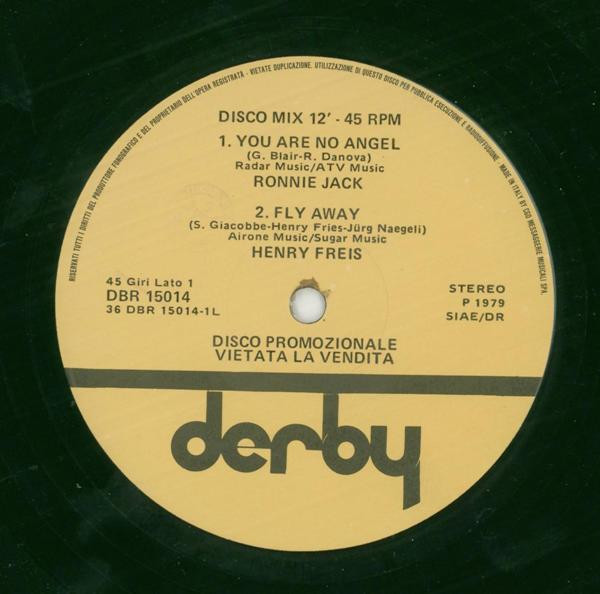 RISERVATI TUTTI I DIRITTI DEL PRODUTTORE FONOGRAFICO E DEL PROPRIETARIO DELL'OPERA REGISTRATA - VIETATE DUPLICAZIONE, UTILIZZAZIONE DI QUESTO DISCO PER PUBBLICA ESECUZIONE E RADIODIFFUSIONE. MADE IN ITALY BY CGD MESSAGGERIE MUSICALI SPA.
DISCO MIX 12' - 45 RPM
1. YOU ARE NO ANGEL
(G. Blair-R. Danova)
Radar Music/ATV Music
RONNIE JACK
2. FLY AWAY
(S. Giacobbe-Henry Fries-Jürg Naegeli)
Airone Music/Sugar Music
HENRY FREIS
45 Giri Lato 1
DBR 15014
36 DBR 15014-1L
STEREO
P 1979
SIAE/DR
DISCO PROMOZIONALE
VIETATA LA VENDITA
derby